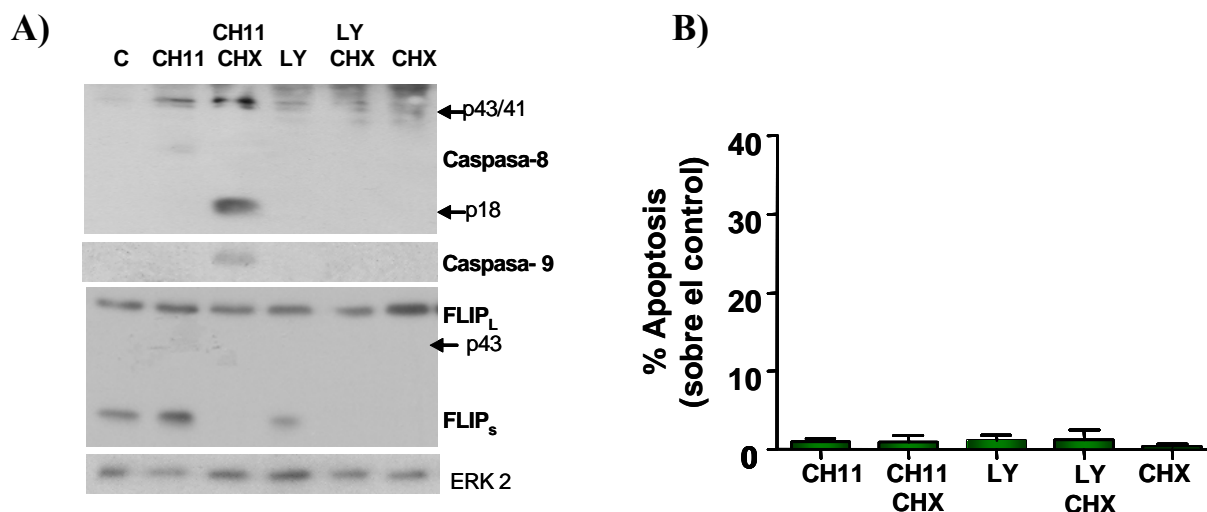 A)
CH11 LY
C CH11 CHX LY CHX CHX
p43/41
Caspasa-8
p18
Caspasa- 9
FLIPL
p43
FLIPs
ERK 2
B)
% Apoptosis
(sobre el control)
40
30
20
10
0
CH11 CH11 LY LY CHX
CHX CHX